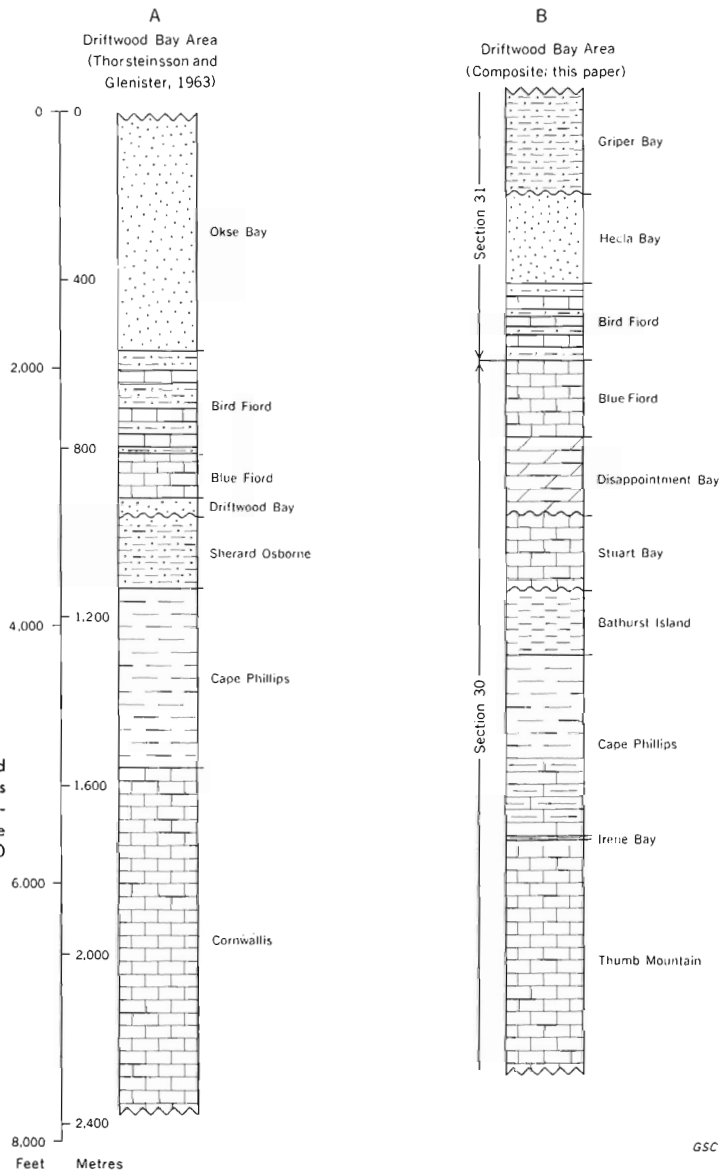 A
Driftwood Bay Area
(Thorsteinsson and
Glenister, 1963)
0
0
400
2,000
800
4,000
1,200
1,600
6,000
2,000
2,400
8,000
Feet
Metres
Okse Bay
Bird Fiord
Blue Fiord
Driftwood Bay
Sherard Osborne
Cape Phillips
Cornwallis
d
s
-
e
)
B
Driftwood Bay Area
(Composite; this paper)
Section 31
Section 30
Griper Bay
Hecla Bay
Bird Fiord
Blue Fiord
Disappointment Bay
Stuart Bay
Bathurst Island
Cape Phillips
Irene Bay
Thumb Mountain
GSC